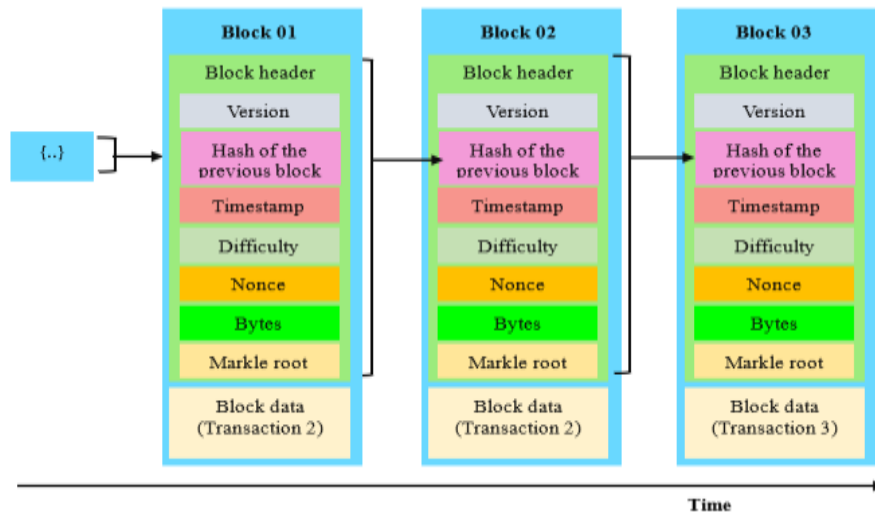 {..}
Block 01
Block header
Version
Hash of the
previous block
Timestamp
Difficulty
Nonce
Bytes
Markle root
Block data
(Transaction 2)
Block 02
Block header
Version
Hash of the
previous block
Timestamp
Difficulty
Nonce
Bytes
Markle root
Block data
(Transaction 2)
Block 03
Block header
Version
Hash of the
previous block
Timestamp
Difficulty
Nonce
Bytes
Markle root
Block data
(Transaction 3)
Time